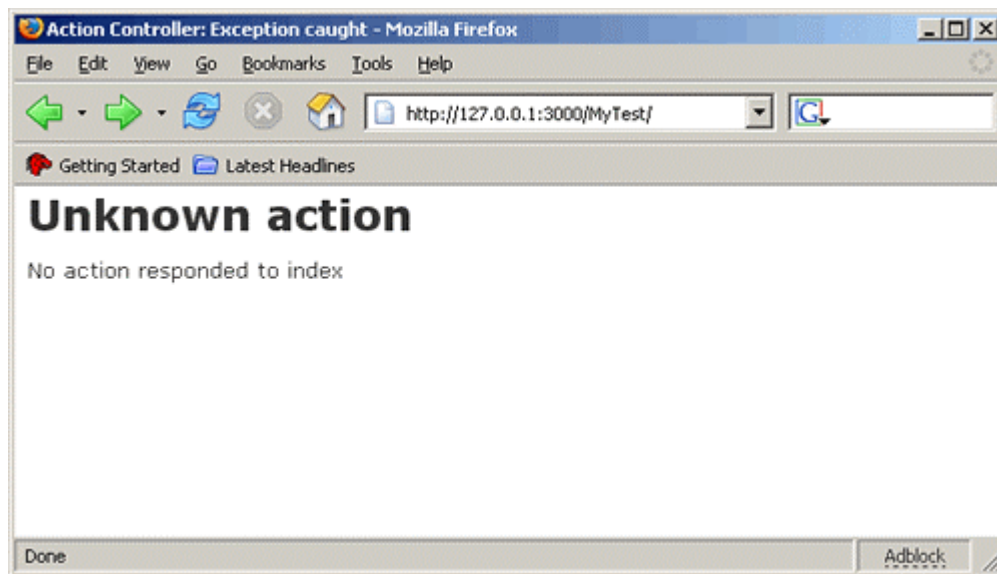 Action Controller: Exception caught - Mozilla Firefox
File Edit View Go Bookmarks Tools Help
http://127.0.0.1:3000/MyTest/
G
Getting Started Latest Headlines
Unknown action
No action responded to index
Done Adblock